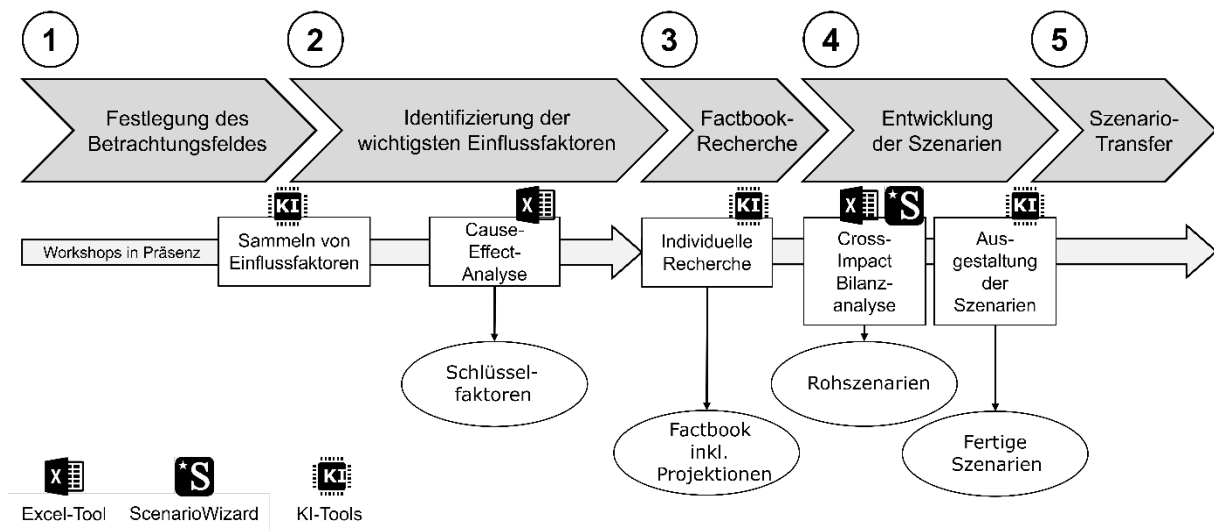 1
2
3
4
5
Festlegung des
Betrachtungsfeldes
Identifizierung der
wichtigsten Einflussfaktoren
Factbook-
Recherche
Entwicklung
der Szenarien
Szenario-
Transfer
Workshops in Präsenz
KI
Sammeln von
Einflussfaktoren
X
Cause-
Effect-
Analyse
KI
Individuelle
Recherche
X
S
Cross-
Impact
Bilanz-
analyse
KI
Aus-
gestaltung
der
Szenarien
Schlüssel-
faktoren
Factbook
inkl.
Projektionen
Rohszenarien
Fertige
Szenarien
X
Excel-Tool
S
ScenarioWizard
KI
KI-Tools